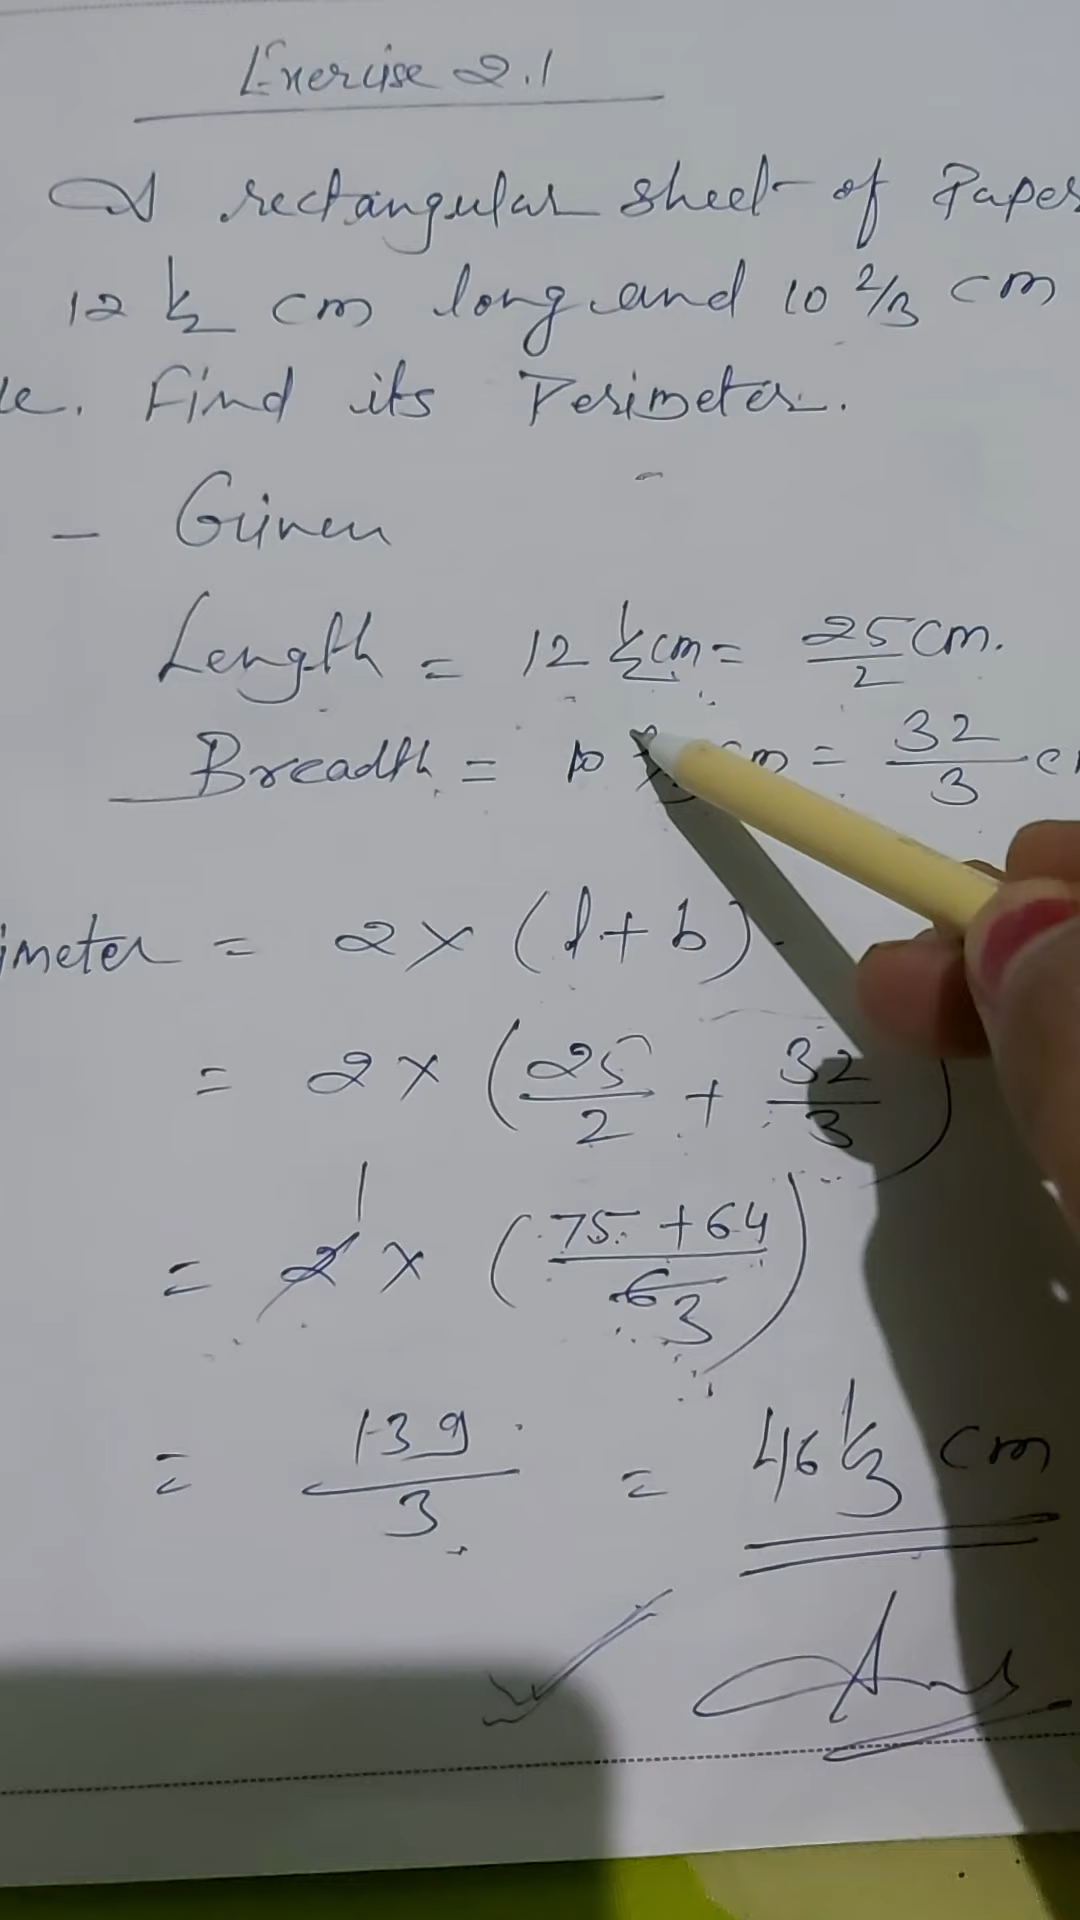 Exercise 2.1
A rectangular sheet of Paper
12 1/2 cm long and 10 2/3 cm
Find its Perimeter.
- Given
Length = 12 1/2 cm = 25/2 cm.
Breadth = 10 cm = 32/3 c
imeter = 2 × (l + b).
= 2 × (25/2 + 32/3)
= 2 1 × (75 + 64 / 6 3)
= 139/3 = 46 1/3 cm
Ans